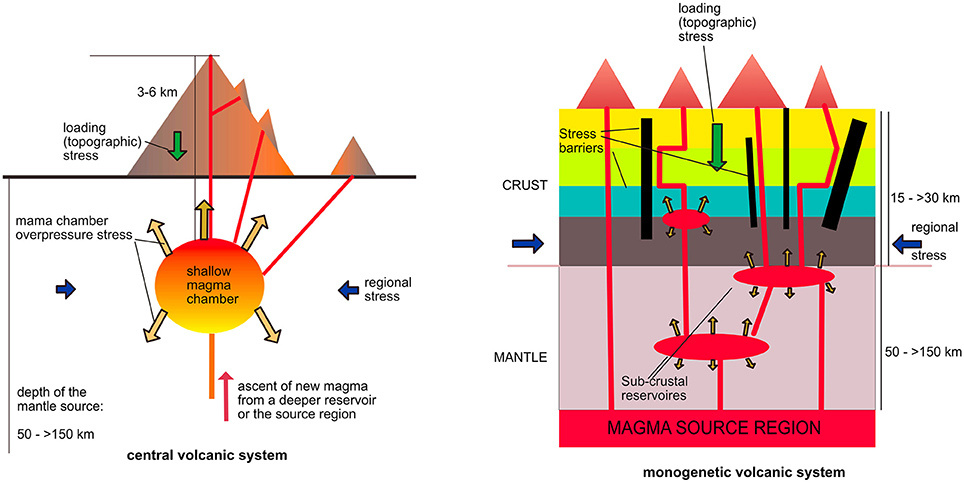 3-6 km
loading
(topographic)
stress
mama chamber
overpressure stress
shallow
magma
chamber
regional
stress
depth of the
mantle source:
50 - >150 km
ascent of new magma
from a deeper reservoir
or the source region
central volcanic system
loading
(topographic)
stress
Stress
barriers
CRUST
15 - >30 km
regional
stress
MANTLE
50 - >150 km
Sub-crustal
reservoires
MAGMA SOURCE REGION
monogenetic volcanic system